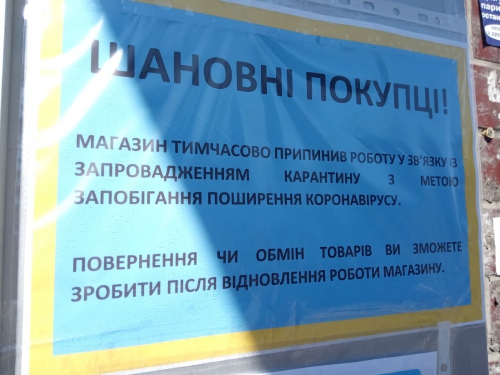 ШАНОВНІ ПОКУПЦІ!
МАГАЗИН ТИМЧАСОВО ПРИПИНИВ РОБОТУ У ЗВ'ЯЗКУ ІЗ
ЗАПРОВАДЖЕННЯМ КАРАНТИНУ З МЕТОЮ
ЗАПОБІГАННЯ ПОШИРЕННЯ КОРОНАВІРУСУ.
ПОВЕРНЕННЯ ЧИ ОБМІН ТОВАРІВ ВИ ЗМОЖЕТЕ
ЗРОБИТИ ПІСЛЯ ВІДНОВЛЕННЯ РОБОТИ МАГАЗИНУ.